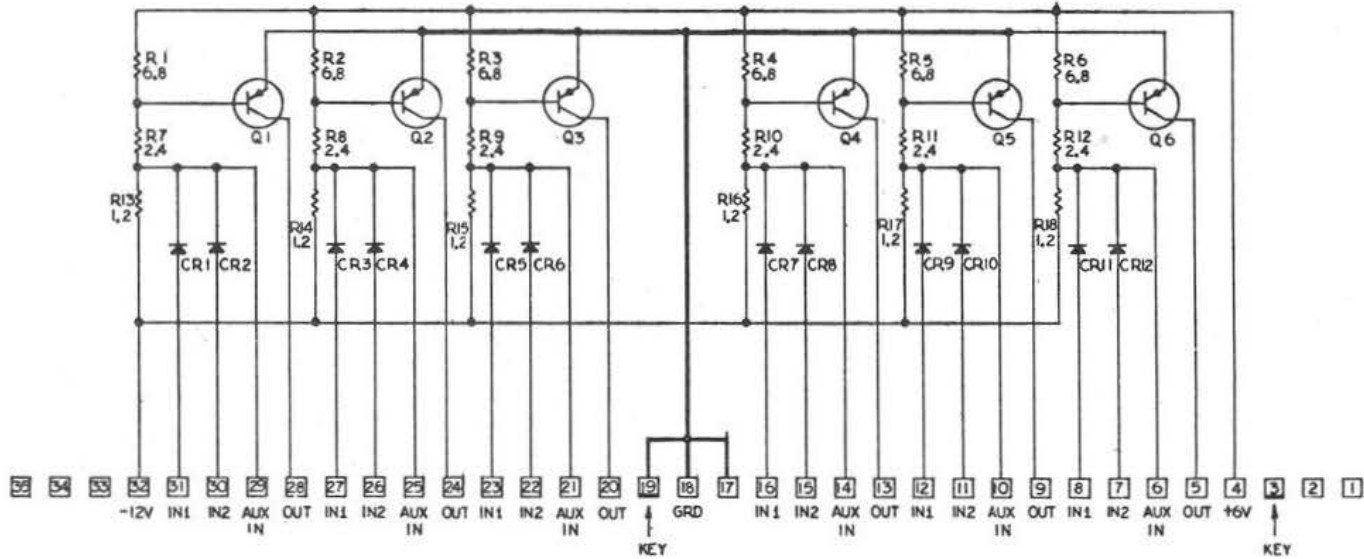 R1 R2 R3 R4 R5 R6
6,8 6,8 6,8 6,8 6,8 6,8
Q1 Q2 Q3 Q4 Q5 Q6
R7 R8 R9 R10 R11 R12
2,4 2,4 2,4 2,4 2,4 2,4
R13 R14 R15 R16 R17 R18
1,2 1,2 1,2 1,2 1,2 1,2
CR1 CR2 CR3 CR4 CR5 CR6 CR7 CR8 CR9 CR10 CR11 CR12
35 34 33 32 31 30 29 28 27 26 25 24 23 22 21 20 19 18 17 16 15 14 13 12 11 10 9 8 7 6 5 4 3 2 1
-12V IN1 IN2 AUX IN OUT IN1 IN2 AUX IN OUT IN1 IN2 AUX IN OUT GRD IN1 IN2 AUX IN OUT IN1 IN2 AUX IN OUT IN1 IN2 AUX IN OUT +6V
KEY KEY